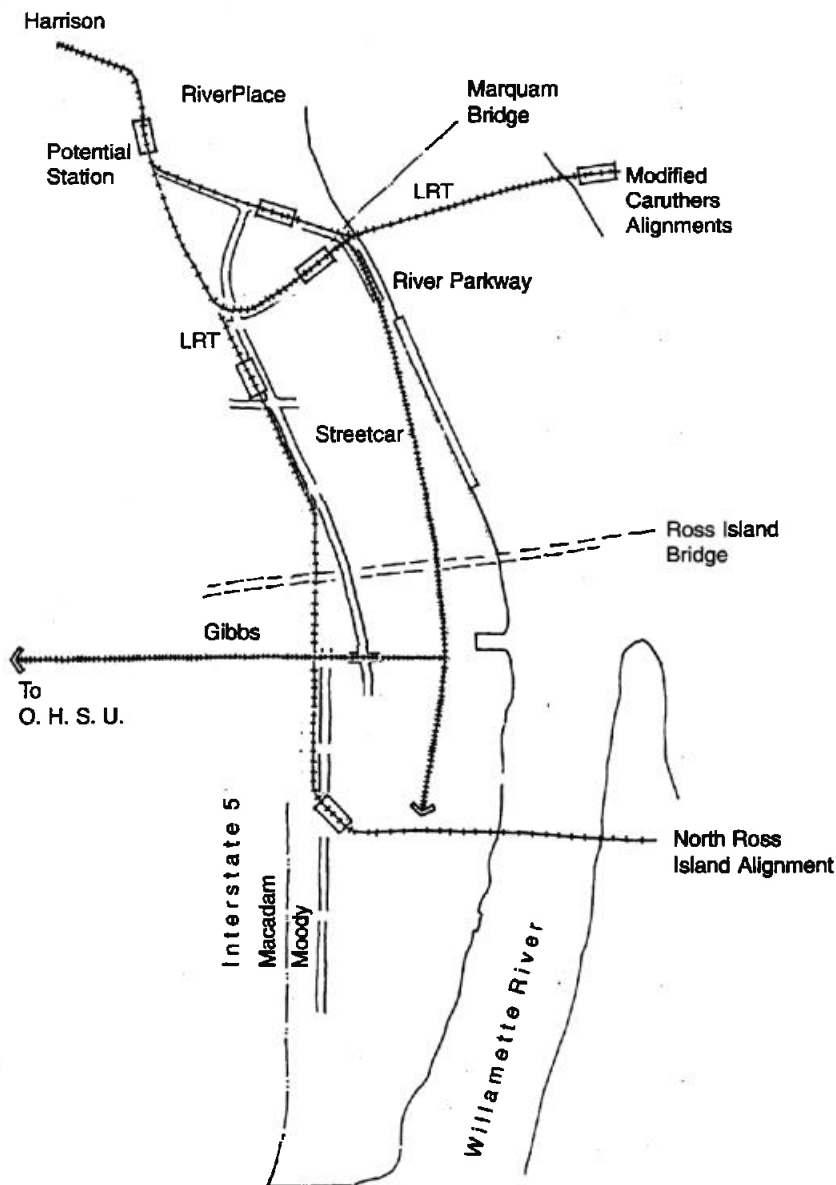 Harrison
RiverPlace
Marquam
Bridge
Potential
Station
LRT
Modified
Caruthers
Alignments
River Parkway
LRT
Streetcar
Ross Island
Bridge
Gibbs
To
O. H. S. U.
Interstate 5
Macadam
Moody
North Ross
Island Alignment
Willamette River